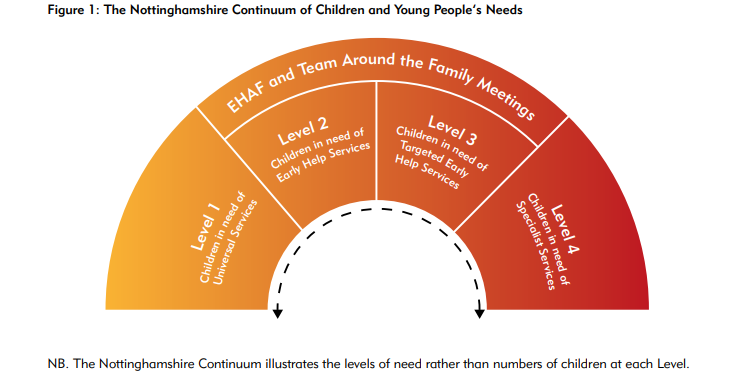 Figure 1: The Nottinghamshire Continuum of Children and Young People's Needs
EHAF and Team Around the Family Meetings
Level 1
Children in need of
Universal Services
Level 2
Children in need of
Early Help Services
Level 3
Children in need of
Targeted Early
Help Services
Level 4
Children in need of
Specialist Services
NB. The Nottinghamshire Continuum illustrates the levels of need rather than numbers of children at each Level.